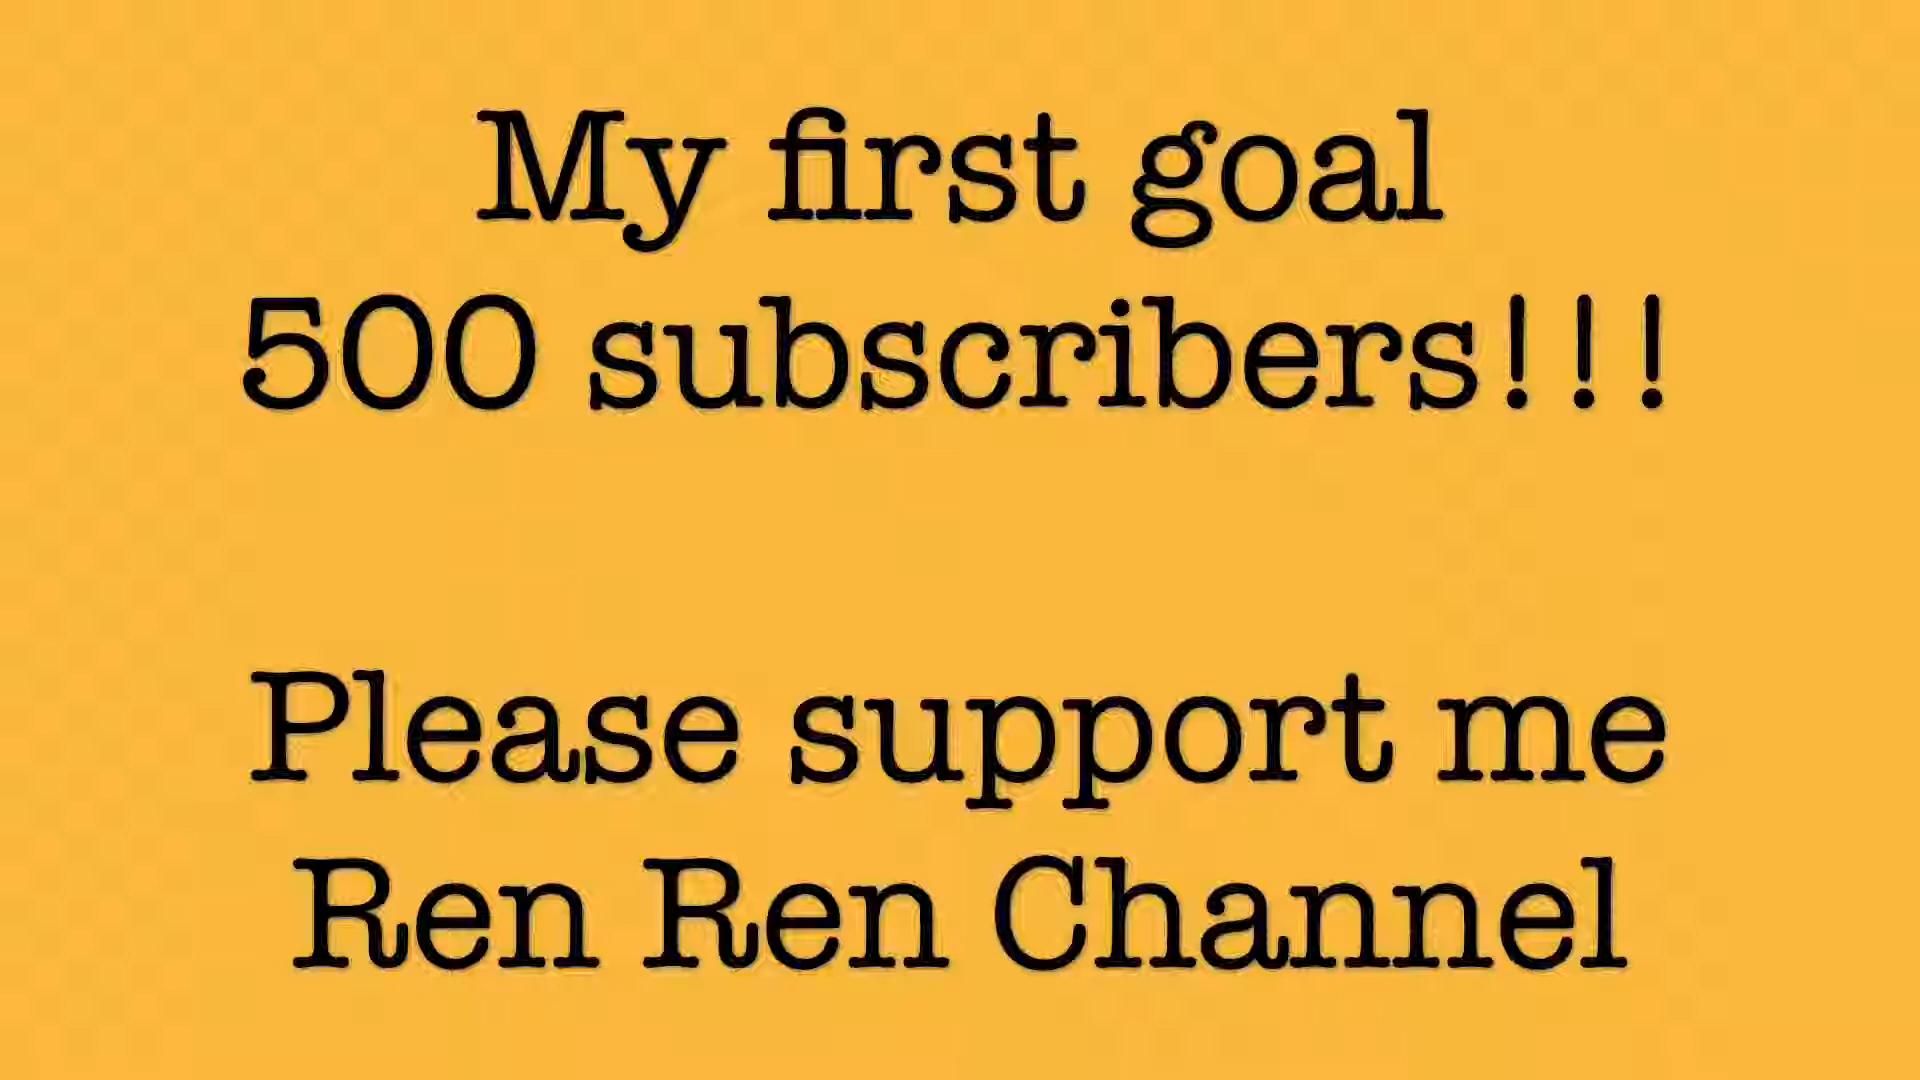 My first goal
500 subscribers!!!
Please support me
Ren Ren Channel